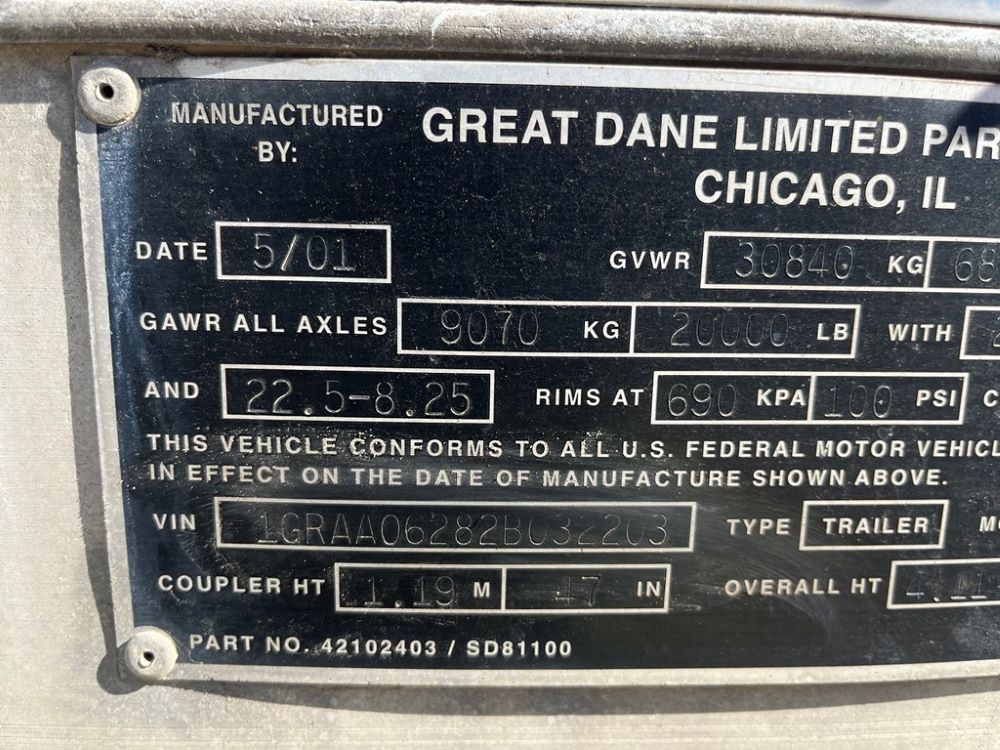 MANUFACTURED BY: GREAT DANE LIMITED PAR
CHICAGO, IL
DATE 5/01 GVWR 30840 KG 68
GAWR ALL AXLES 9070 KG 20000 LB WITH
AND 22.5-8.25 RIMS AT 690 KPA 100 PSI C
THIS VEHICLE CONFORMS TO ALL U.S. FEDERAL MOTOR VEHICL
IN EFFECT ON THE DATE OF MANUFACTURE SHOWN ABOVE.
VIN 1GRAA06282B032203 TYPE TRAILER M
COUPLER HT 1.19 M 47 IN OVERALL HT 4.11
PART NO. 42102403 / SD81100